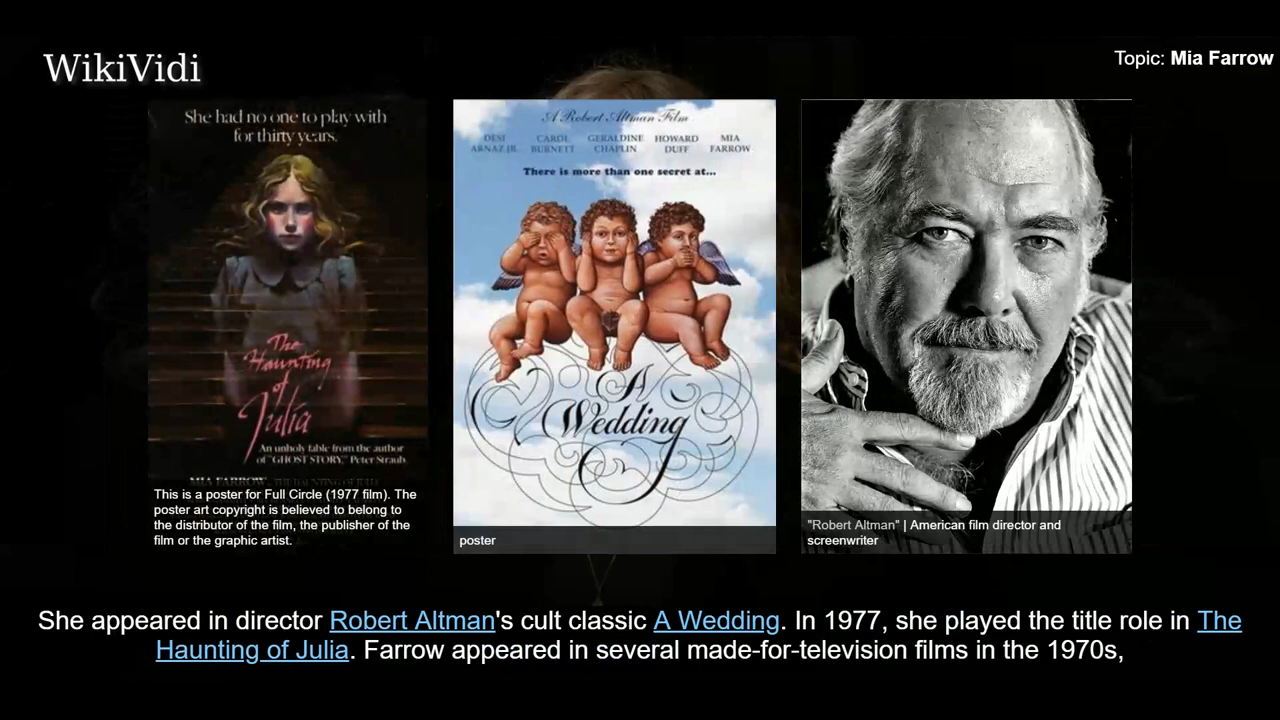 WikiVidi
Topic: Mia Farrow
She had no one to play with
for thirty years.
The
Haunting
of
Julia
An unholy fable from the author
of "GHOST STORY," Peter Straub.
MIA FARROW
This is a poster for Full Circle (1977 film). The
poster art copyright is believed to belong to
the distributor of the film, the publisher of the
film or the graphic artist.
A Robert Altman Film
DESI CAROL GERALDINE HOWARD MIA
ARNAZ JR. BURNETT CHAPLIN DUFF FARROW
There is more than one secret at...
A
Wedding
poster
"Robert Altman" | American film director and
screenwriter
She appeared in director Robert Altman's cult classic A Wedding. In 1977, she played the title role in The
Haunting of Julia. Farrow appeared in several made-for-television films in the 1970s,